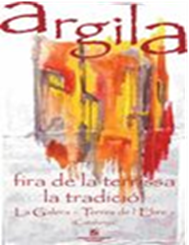 argila
fira de la terrissa
la tradició
La Galera - Terres de l'Ebre